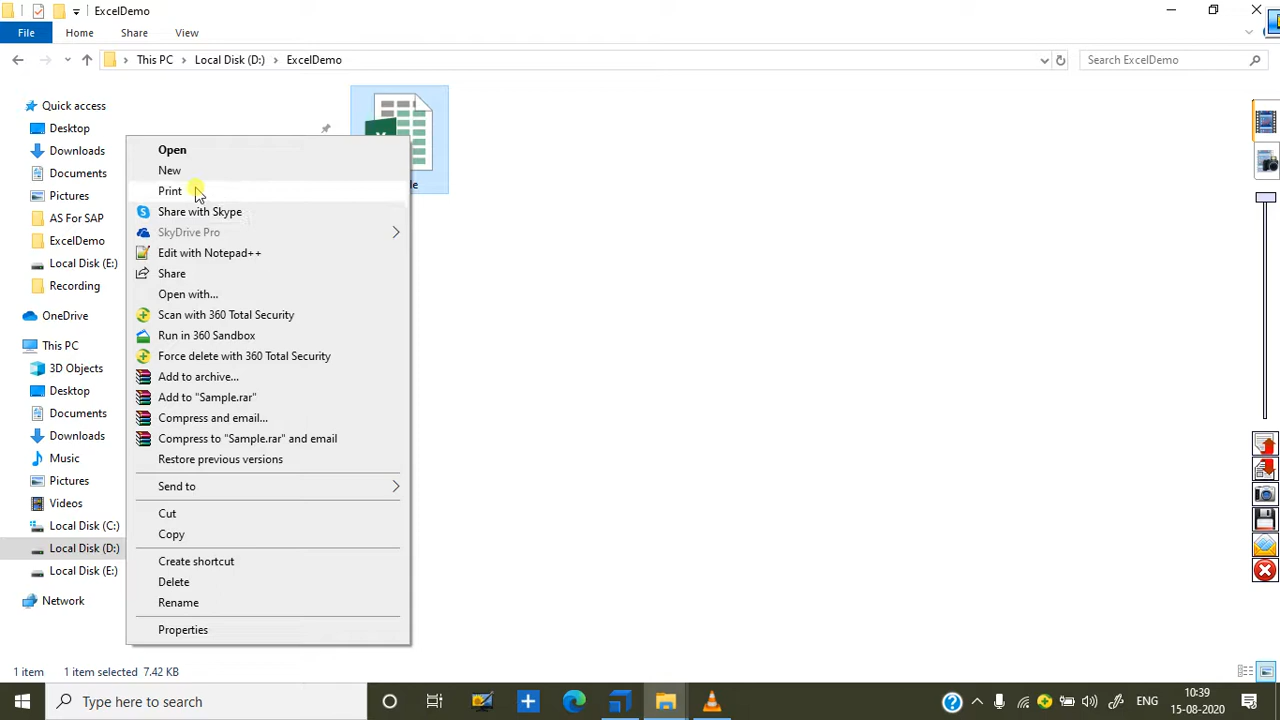 ExcelDemo
File Home Share View
This PC Local Disk (D:) ExcelDemo
Search ExcelDemo
Quick access
Desktop
Downloads
Documents
Pictures
AS For SAP
ExcelDemo
Local Disk (E:)
Recording
OneDrive
This PC
3D Objects
Desktop
Documents
Downloads
Music
Pictures
Videos
Local Disk (C:)
Local Disk (D:)
Local Disk (E:)
Network
Open
New
Print
Share with Skype
SkyDrive Pro
Edit with Notepad++
Share
Open with...
Scan with 360 Total Security
Run in 360 Sandbox
Force delete with 360 Total Security
Add to archive...
Add to "Sample.rar"
Compress and email...
Compress to "Sample.rar" and email
Restore previous versions
Send to
Cut
Copy
Create shortcut
Delete
Rename
Properties
1 item 1 item selected 7.42 KB
Type here to search
ENG
10:39
15-08-2020